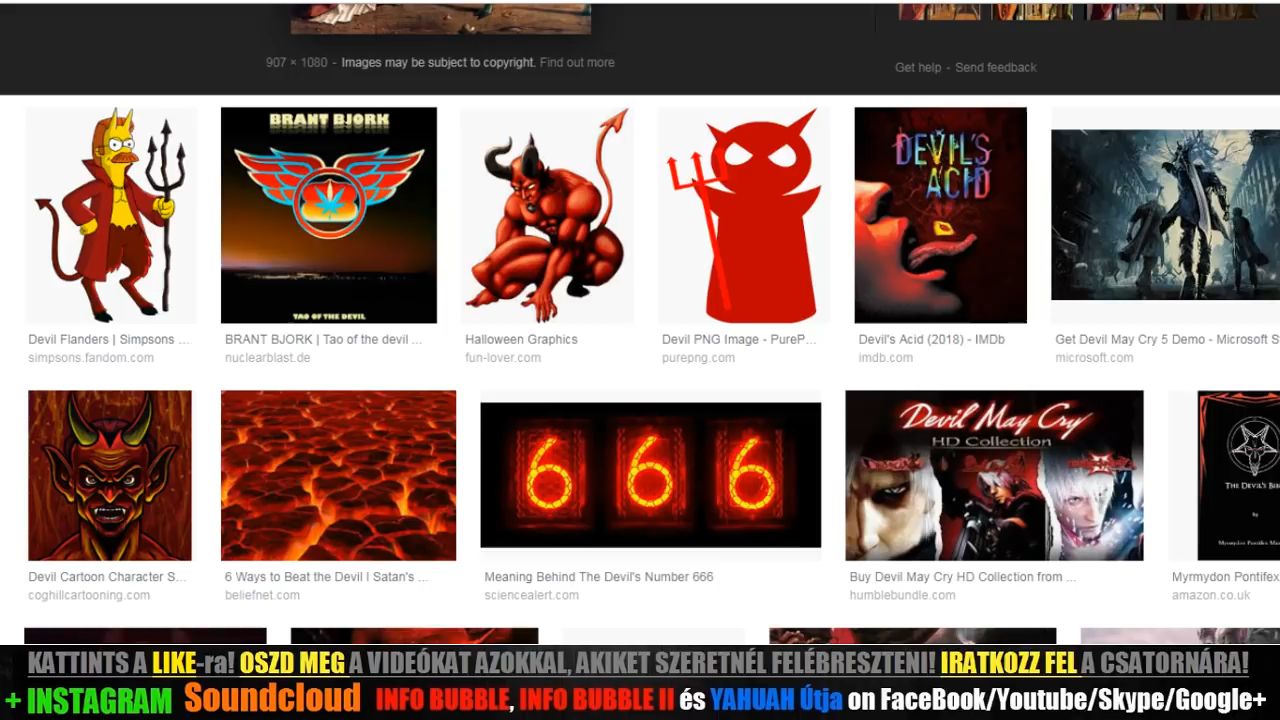 907 × 1080 - Images may be subject to copyright. Find out more
Get help - Send feedback
BRANT BJORK
TAO OF THE DEVIL
DEVIL'S
ACID
Devil Flanders | Simpsons ...
simpsons.fandom.com
BRANT BJORK | Tao of the devil ...
nuclearblast.de
Halloween Graphics
fun-lover.com
Devil PNG Image - PureP...
purepng.com
Devil's Acid (2018) - IMDb
imdb.com
Get Devil May Cry 5 Demo - Microsoft S
microsoft.com
666
Devil May Cry
HD Collection
THE DEVIL'S
by
Devil Cartoon Character S...
coghillcartooning.com
6 Ways to Beat the Devil I Satan's ...
beliefnet.com
Meaning Behind The Devil's Number 666
sciencealert.com
Buy Devil May Cry HD Collection from ...
humblebundle.com
Myrmydon Pontifex
amazon.co.uk
KATTINTS A LIKE-ra! OSZD MEG A VIDEÓKAT AZOKKAL, AKIKET SZERETNÉL FELÉBRESZTENI! IRATKOZZ FEL A CSATORNÁRA!
+ INSTAGRAM Soundcloud INFO BUBBLE, INFO BUBBLE II és YAHUAH Útja on FaceBook/Youtube/Skype/Google+